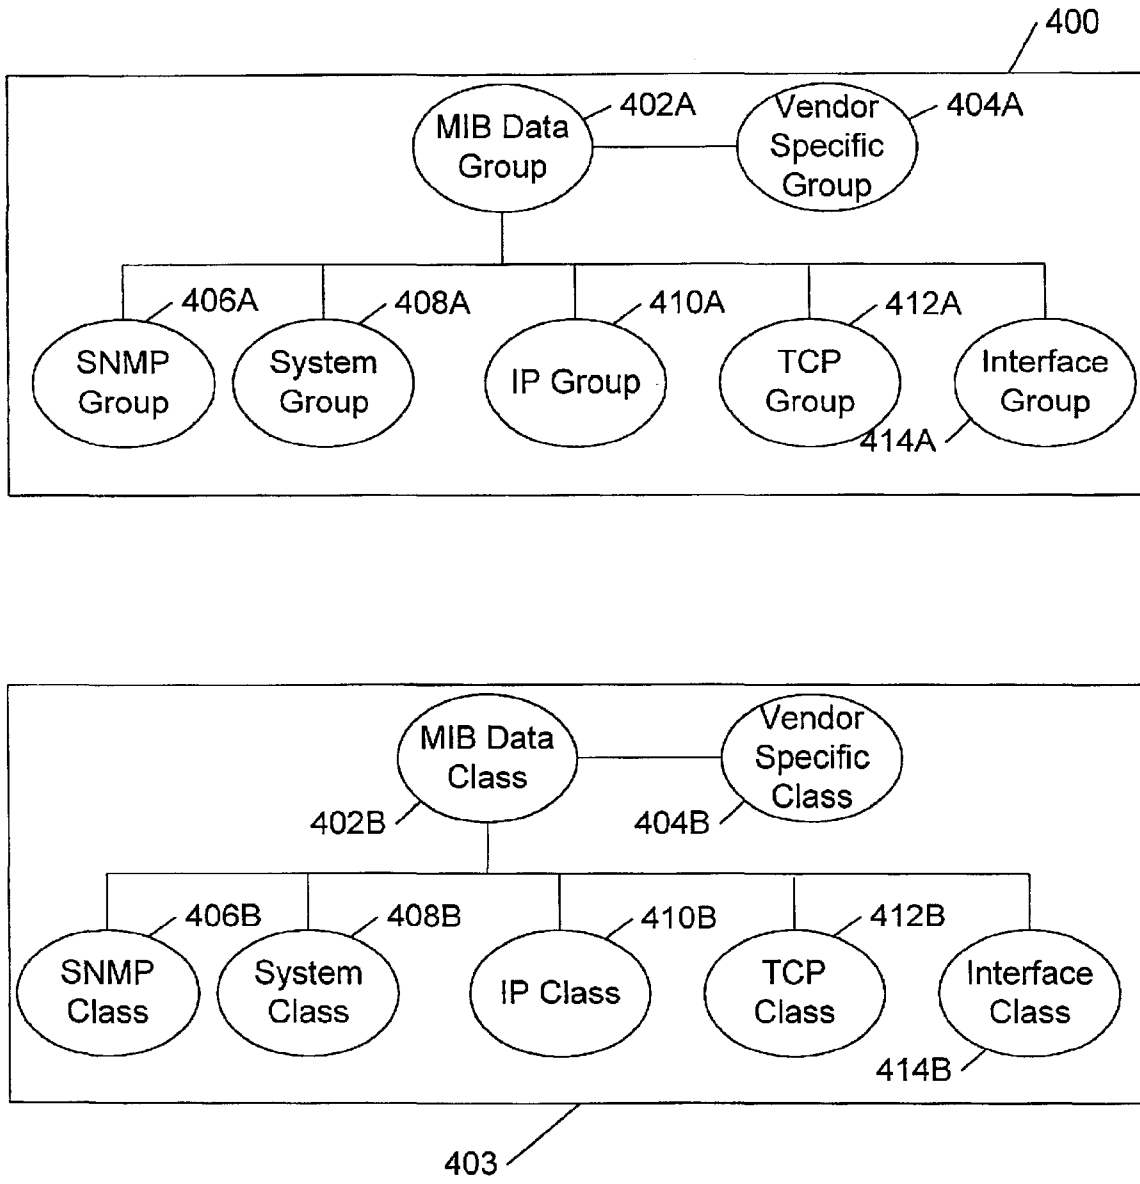 400
MIB Data
Group
402A
Vendor
Specific
Group
404A
406A
408A
410A
412A
SNMP
Group
System
Group
IP Group
TCP
Group
Interface
Group
414A
MIB Data
Class
402B
Vendor
Specific
Class
404B
406B
408B
410B
412B
SNMP
Class
System
Class
IP Class
TCP
Class
Interface
Class
414B
403